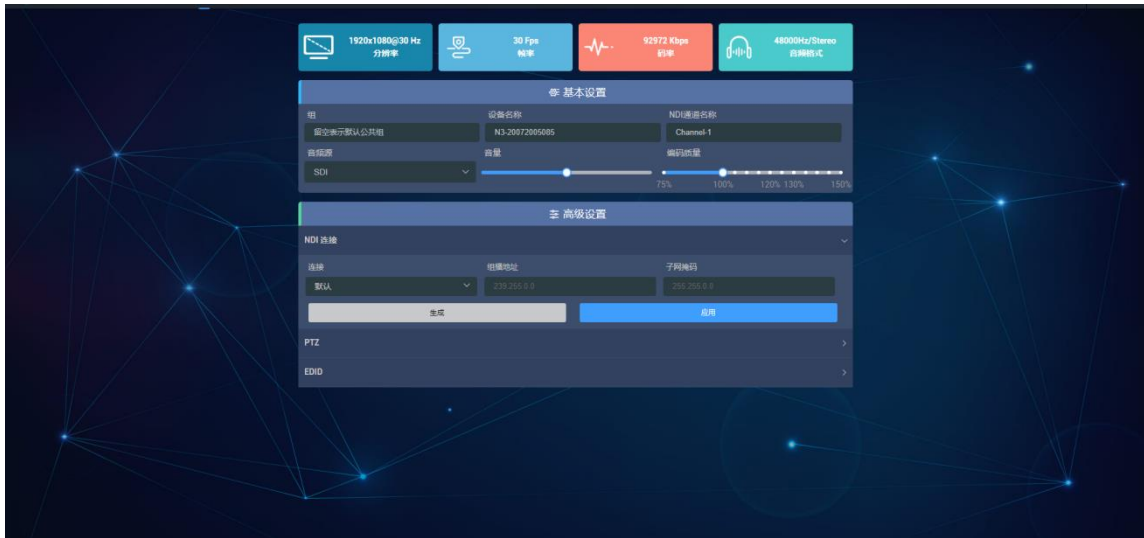 1920x1080@30 Hz
分辨率
30 Fps
帧率
92972 Kbps
码率
48000Hz/Stereo
音频格式
基本设置
组 设备名称 NDI通道名称
留空表示默认公共组 N3-20072005005 Channel-1
音频源 音量 编码质量
SDI
75% 100% 120% 130% 150%
高级设置
NDI 连接
连接 组播地址 子网掩码
默认 239.255.0.0 255.255.0.0
生成 应用
PTZ
EDID